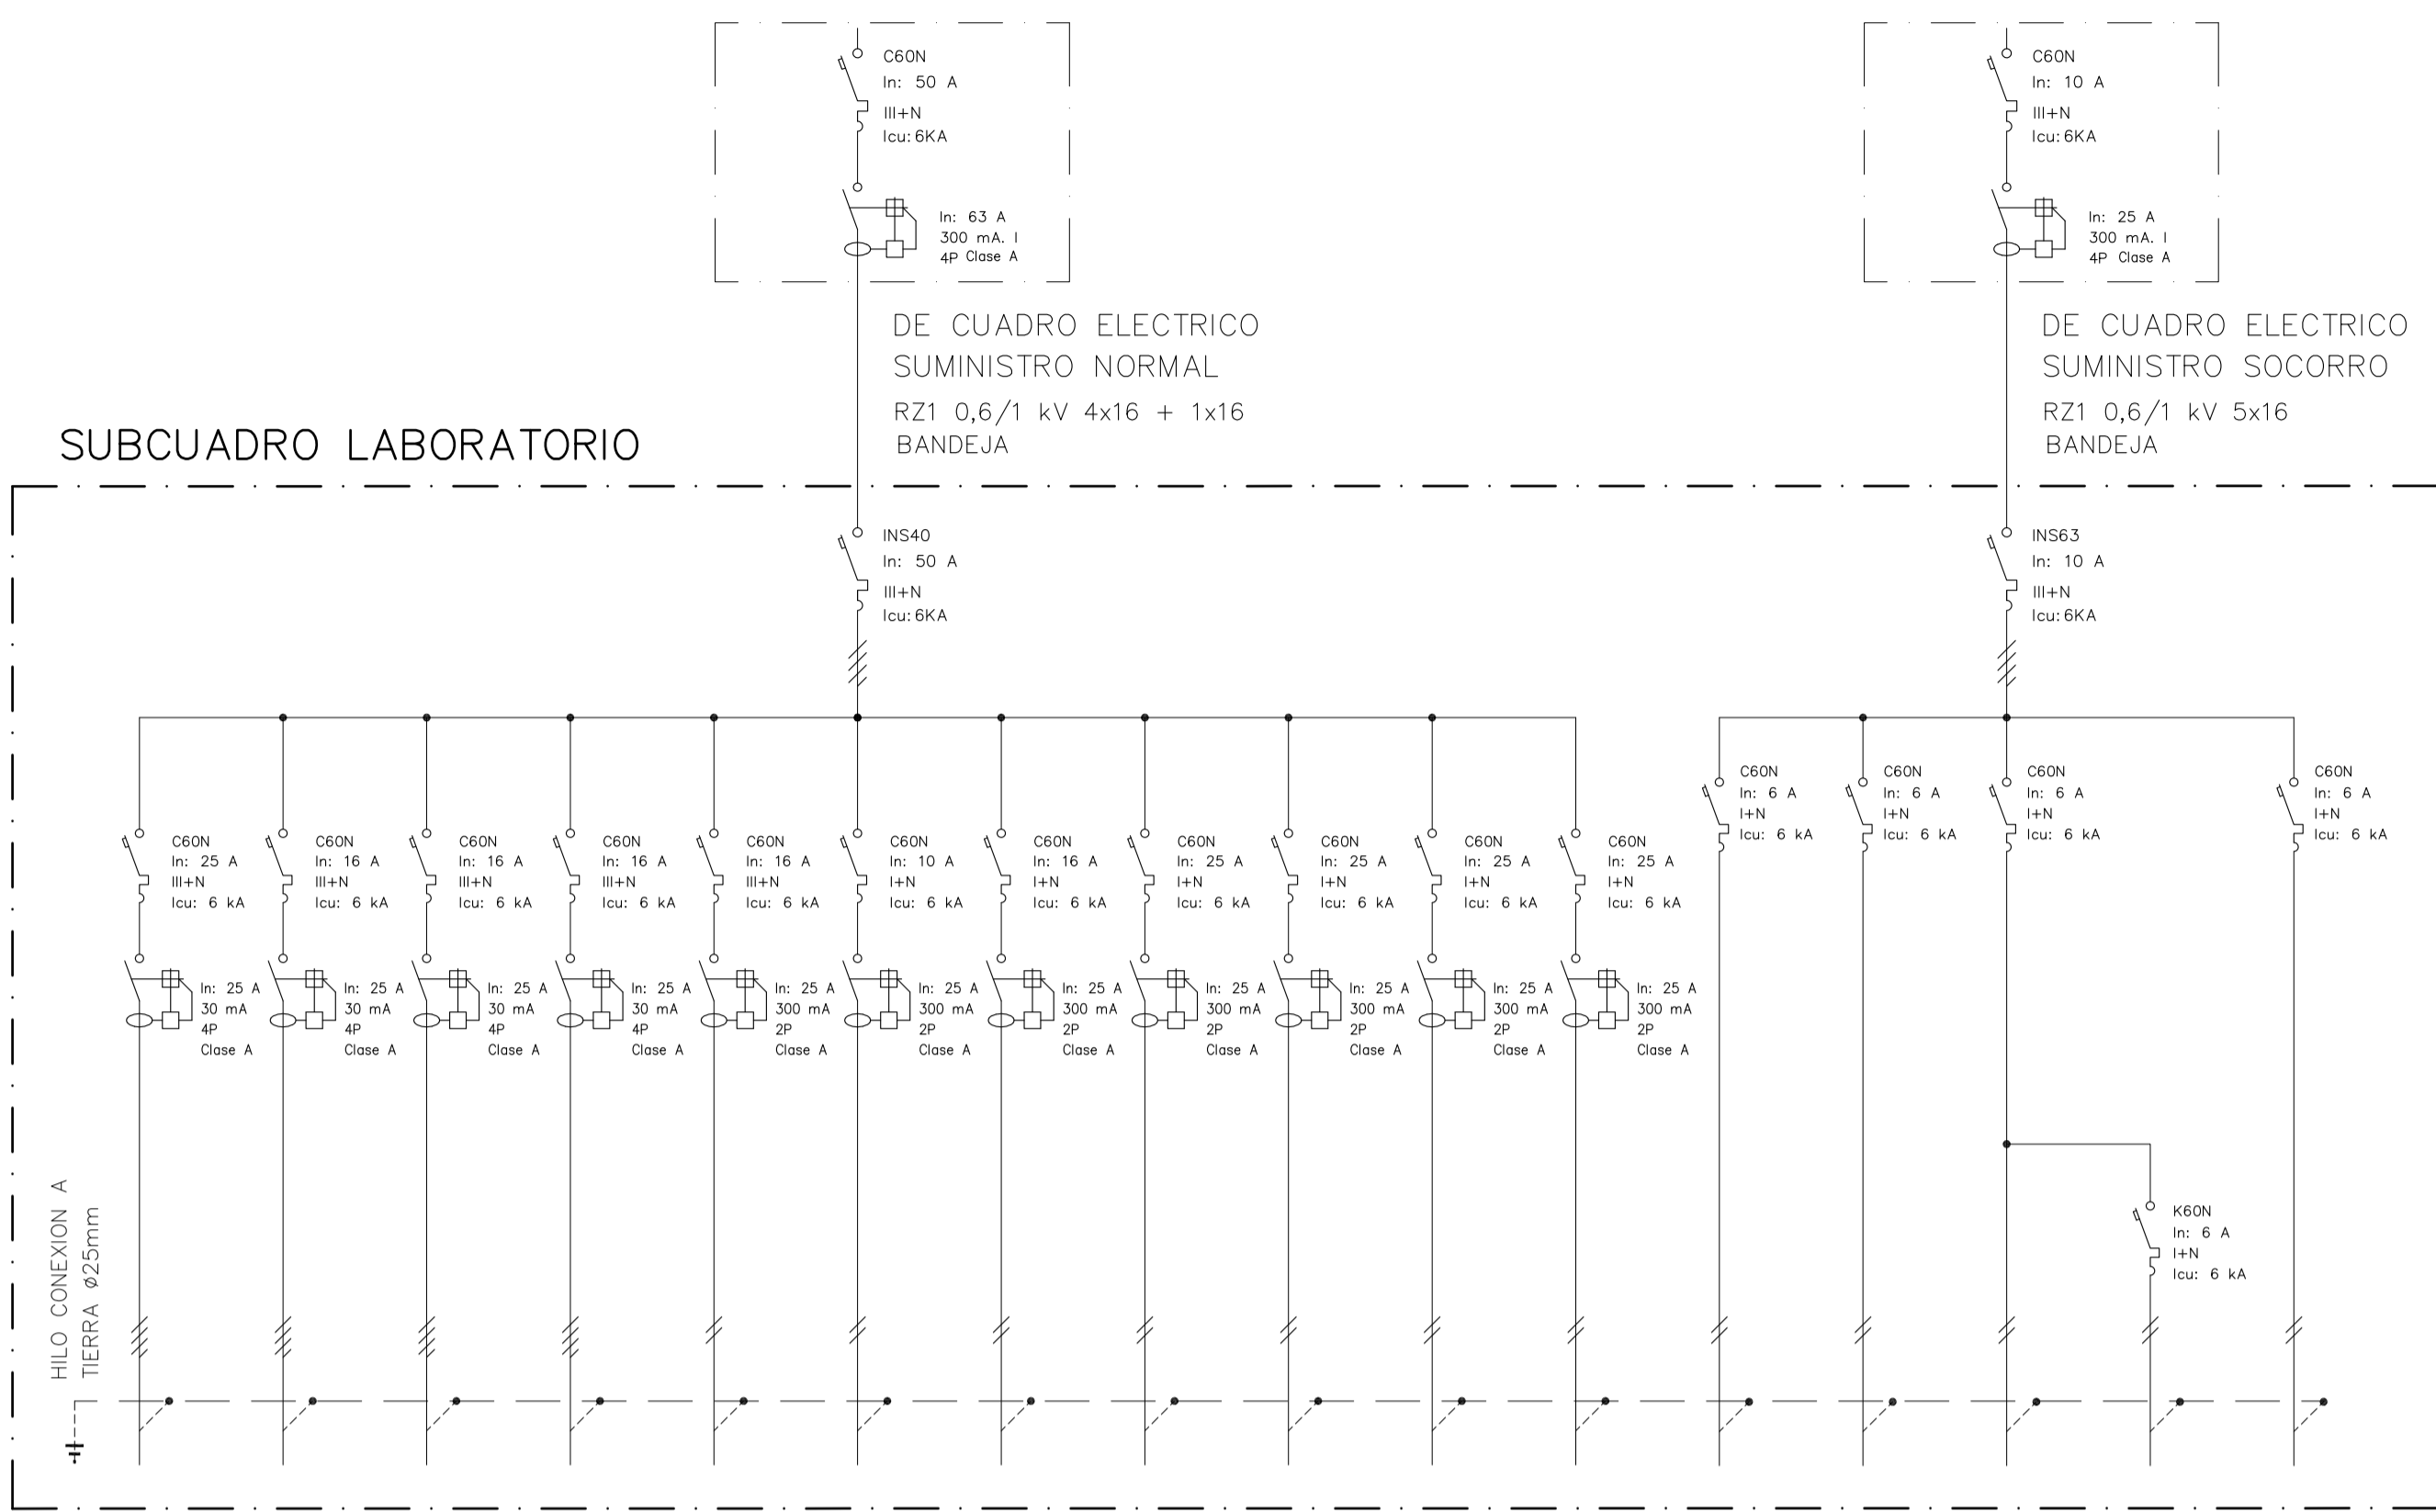 C60N
In: 50 A
III+N
Icu: 6KA
In: 63 A
300 mA. I
4P Clase A
DE CUADRO ELECTRICO
SUMINISTRO NORMAL
RZ1 0,6/1 kV 4x16 + 1x16
BANDEJA
C60N
In: 10 A
III+N
Icu: 6KA
In: 25 A
300 mA. I
4P Clase A
DE CUADRO ELECTRICO
SUMINISTRO SOCORRO
RZ1 0,6/1 kV 5x16
BANDEJA
SUBCUADRO LABORATORIO
INS40
In: 50 A
III+N
Icu: 6KA
INS63
In: 10 A
III+N
Icu: 6KA
C60N
In: 25 A
III+N
Icu: 6 kA
C60N
In: 16 A
III+N
Icu: 6 kA
C60N
In: 16 A
III+N
Icu: 6 kA
C60N
In: 16 A
III+N
Icu: 6 kA
C60N
In: 16 A
III+N
Icu: 6 kA
C60N
In: 10 A
I+N
Icu: 6 kA
C60N
In: 16 A
I+N
Icu: 6 kA
C60N
In: 25 A
I+N
Icu: 6 kA
C60N
In: 25 A
I+N
Icu: 6 kA
C60N
In: 25 A
I+N
Icu: 6 kA
C60N
In: 25 A
I+N
Icu: 6 kA
C60N
In: 6 A
I+N
Icu: 6 kA
C60N
In: 6 A
I+N
Icu: 6 kA
C60N
In: 6 A
I+N
Icu: 6 kA
C60N
In: 6 A
I+N
Icu: 6 kA
In: 25 A
30 mA
4P
Clase A
In: 25 A
30 mA
4P
Clase A
In: 25 A
30 mA
4P
Clase A
In: 25 A
30 mA
4P
Clase A
In: 25 A
300 mA
2P
Clase A
In: 25 A
300 mA
2P
Clase A
In: 25 A
300 mA
2P
Clase A
In: 25 A
300 mA
2P
Clase A
In: 25 A
300 mA
2P
Clase A
In: 25 A
300 mA
2P
Clase A
In: 25 A
300 mA
2P
Clase A
K60N
In: 6 A
I+N
Icu: 6 kA
HILO CONEXION A
TIERRA ø25mm